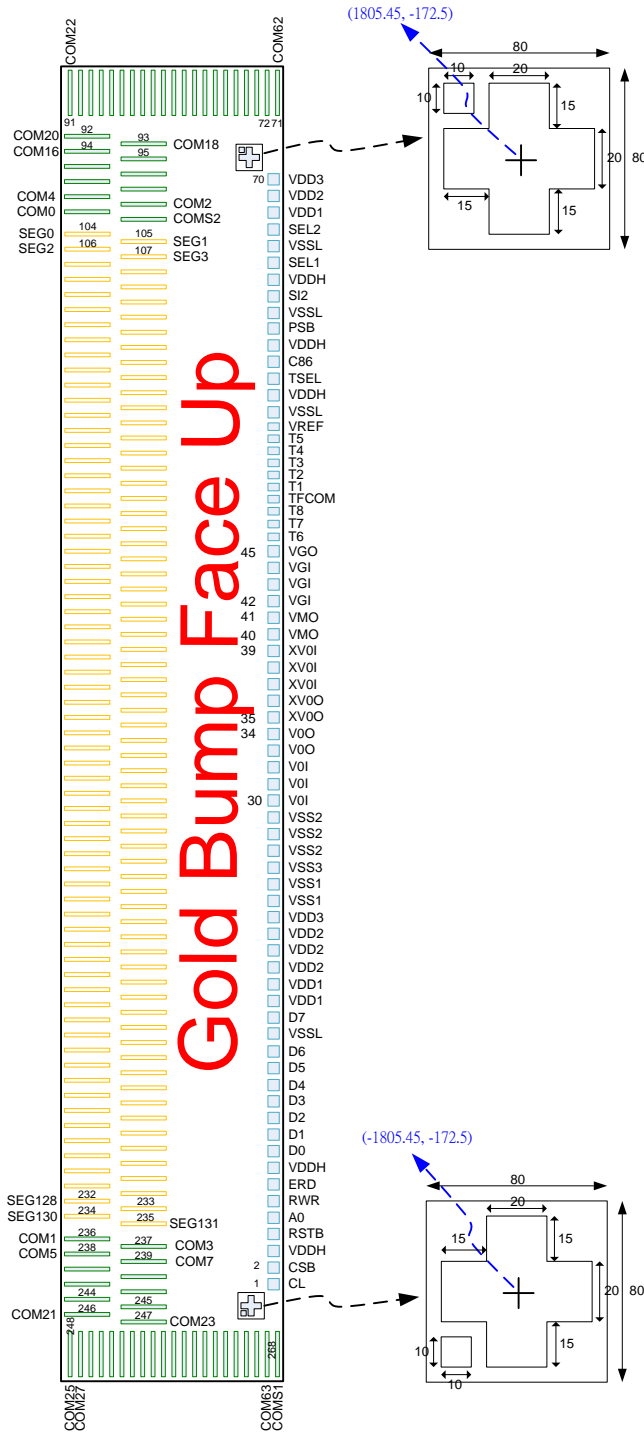 COM22
COM62
91
72
71
COM20
92
93
COM18
COM16
94
95
COM4
COM2
COM0
COMS2
SEG0
104
105
SEG1
SEG2
106
107
SEG3
70
VDD3
VDD2
VDD1
SEL2
VSSL
SEL1
VDDH
SI2
VSSL
PSB
VDDH
C86
TSEL
VDDH
VSSL
VREF
T5
T4
T3
T2
T1
TFCOM
T8
T7
T6
45
VGO
VGI
VGI
42
VGI
41
VMO
40
VMO
39
XV0I
XV0I
XV0I
XV0O
35
XV0O
34
V0O
V0O
V0I
V0I
30
V0I
VSS2
VSS2
VSS2
VSS3
VSS1
VSS1
VDD3
VDD2
VDD2
VDD2
VDD1
VDD1
D7
VSSL
D6
D5
D4
D3
D2
D1
D0
VDDH
ERD
RWR
A0
RSTB
VDDH
2
CSB
1
CL
Gold Bump Face Up
SEG128
232
233
SEG130
234
235
SEG131
COM1
236
237
COM3
COM5
238
239
COM7
244
245
COM21
246
247
COM23
248
268
COM25
COM27
COM63
COMS1
(1805.45, -172.5)
80
10
20
10
15
20
80
15
15
(-1805.45, -172.5)
80
20
15
15
20
80
10
15
10